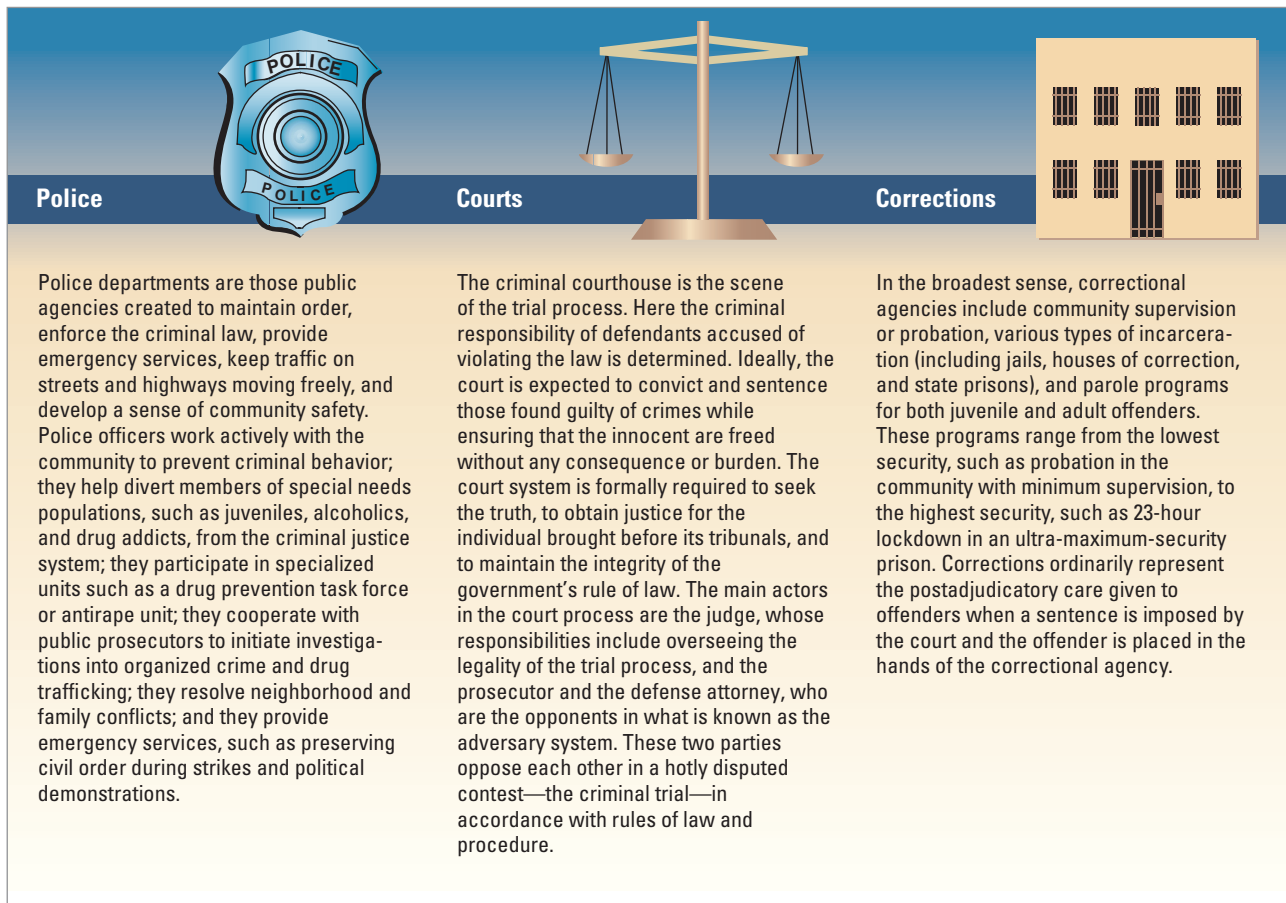 POLICE
POLICE
Police
Courts
Corrections
Police departments are those public
agencies created to maintain order,
enforce the criminal law, provide
emergency services, keep traffic on
streets and highways moving freely, and
develop a sense of community safety.
Police officers work actively with the
community to prevent criminal behavior;
they help divert members of special needs
populations, such as juveniles, alcoholics,
and drug addicts, from the criminal justice
system; they participate in specialized
units such as a drug prevention task force
or antirape unit; they cooperate with
public prosecutors to initiate investiga-
tions into organized crime and drug
trafficking; they resolve neighborhood and
family conflicts; and they provide
emergency services, such as preserving
civil order during strikes and political
demonstrations.
The criminal courthouse is the scene
of the trial process. Here the criminal
responsibility of defendants accused of
violating the law is determined. Ideally, the
court is expected to convict and sentence
those found guilty of crimes while
ensuring that the innocent are freed
without any consequence or burden. The
court system is formally required to seek
the truth, to obtain justice for the
individual brought before its tribunals, and
to maintain the integrity of the
government’s rule of law. The main actors
in the court process are the judge, whose
responsibilities include overseeing the
legality of the trial process, and the
prosecutor and the defense attorney, who
are the opponents in what is known as the
adversary system. These two parties
oppose each other in a hotly disputed
contest—the criminal trial—in
accordance with rules of law and
procedure.
In the broadest sense, correctional
agencies include community supervision
or probation, various types of incarcera-
tion (including jails, houses of correction,
and state prisons), and parole programs
for both juvenile and adult offenders.
These programs range from the lowest
security, such as probation in the
community with minimum supervision, to
the highest security, such as 23-hour
lockdown in an ultra-maximum-security
prison. Corrections ordinarily represent
the postadjudicatory care given to
offenders when a sentence is imposed by
the court and the offender is placed in the
hands of the correctional agency.